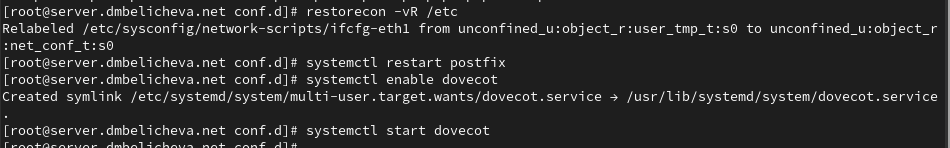 [root@server.dmbelicheva.net conf.d]# restorecon -vR /etc
Relabeled /etc/sysconfig/network-scripts/ifcfg-eth1 from unconfined_u:object_r:user_tmp_t:s0 to unconfined_u:object_r
:net_conf_t:s0
[root@server.dmbelicheva.net conf.d]# systemctl restart postfix
[root@server.dmbelicheva.net conf.d]# systemctl enable dovecot
Created symlink /etc/systemd/system/multi-user.target.wants/dovecot.service → /usr/lib/systemd/system/dovecot.service
.
[root@server.dmbelicheva.net conf.d]# systemctl start dovecot
[root@server.dmbelicheva.net conf.d]#